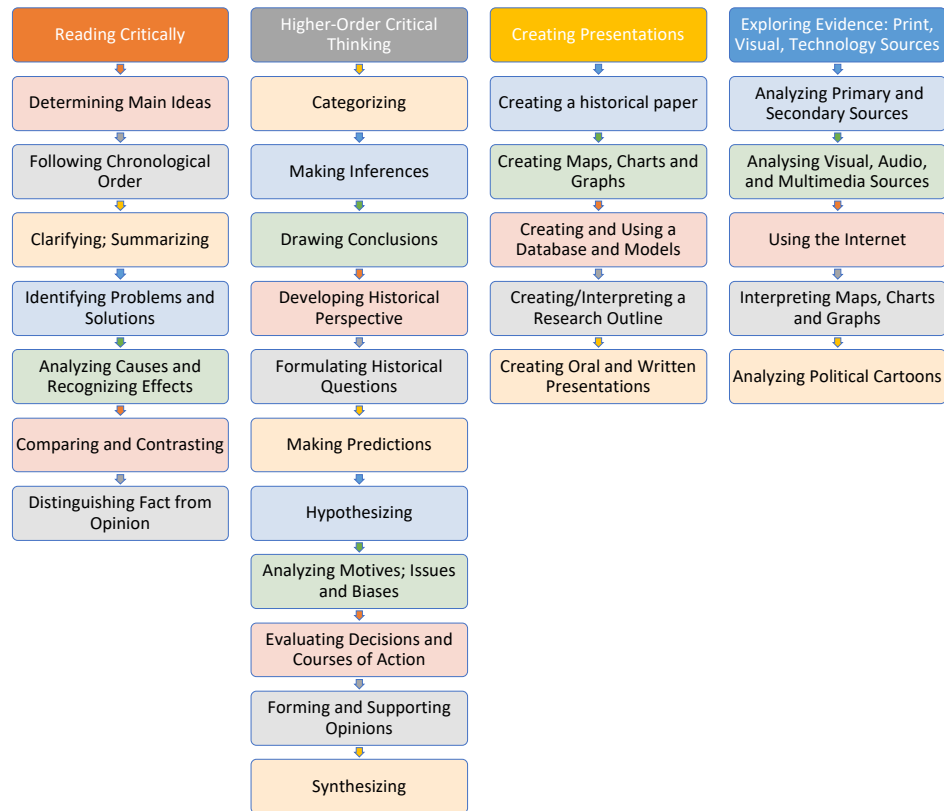 Reading Critically
Determining Main Ideas
Following Chronological
Order
Clarifying; Summarizing
Identifying Problems and
Solutions
Analyzing Causes and
Recognizing Effects
Comparing and Contrasting
Distinguishing Fact from
Opinion
Higher-Order Critical
Thinking
Categorizing
Making Inferences
Drawing Conclusions
Developing Historical
Perspective
Formulating Historical
Questions
Making Predictions
Hypothesizing
Analyzing Motives; Issues
and Biases
Evaluating Decisions and
Courses of Action
Forming and Supporting
Opinions
Synthesizing
Creating Presentations
Creating a historical paper
Creating Maps, Charts and
Graphs
Creating and Using a
Database and Models
Creating/Interpreting a
Research Outline
Creating Oral and Written
Presentations
Exploring Evidence: Print,
Visual, Technology Sources
Analyzing Primary and
Secondary Sources
Analysing Visual, Audio,
and Multimedia Sources
Using the Internet
Interpreting Maps, Charts
and Graphs
Analyzing Political Cartoons